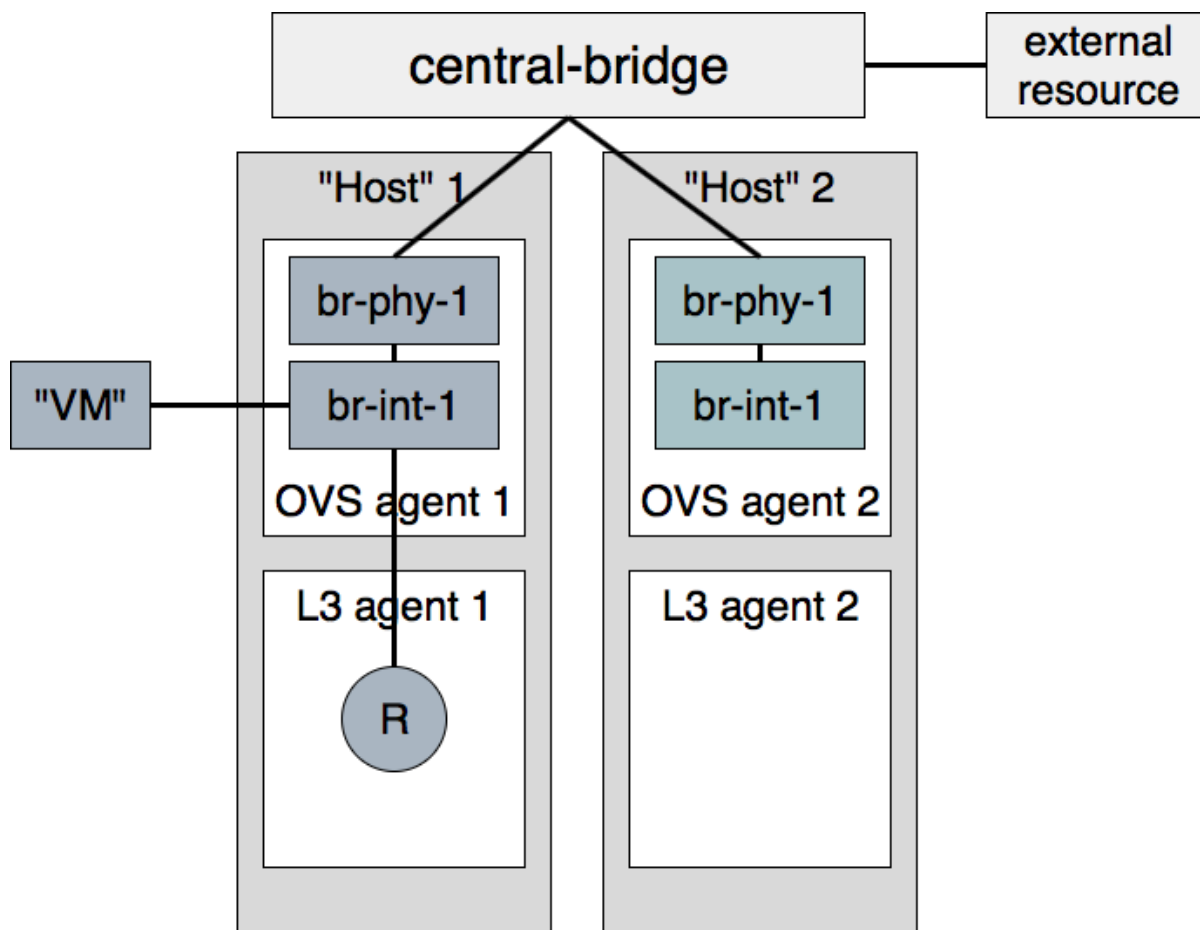 central-bridge
external
resource
"Host" 1
"Host" 2
br-phy-1
br-phy-1
"VM"
br-int-1
br-int-1
OVS agent 1
OVS agent 2
L3 agent 1
L3 agent 2
R